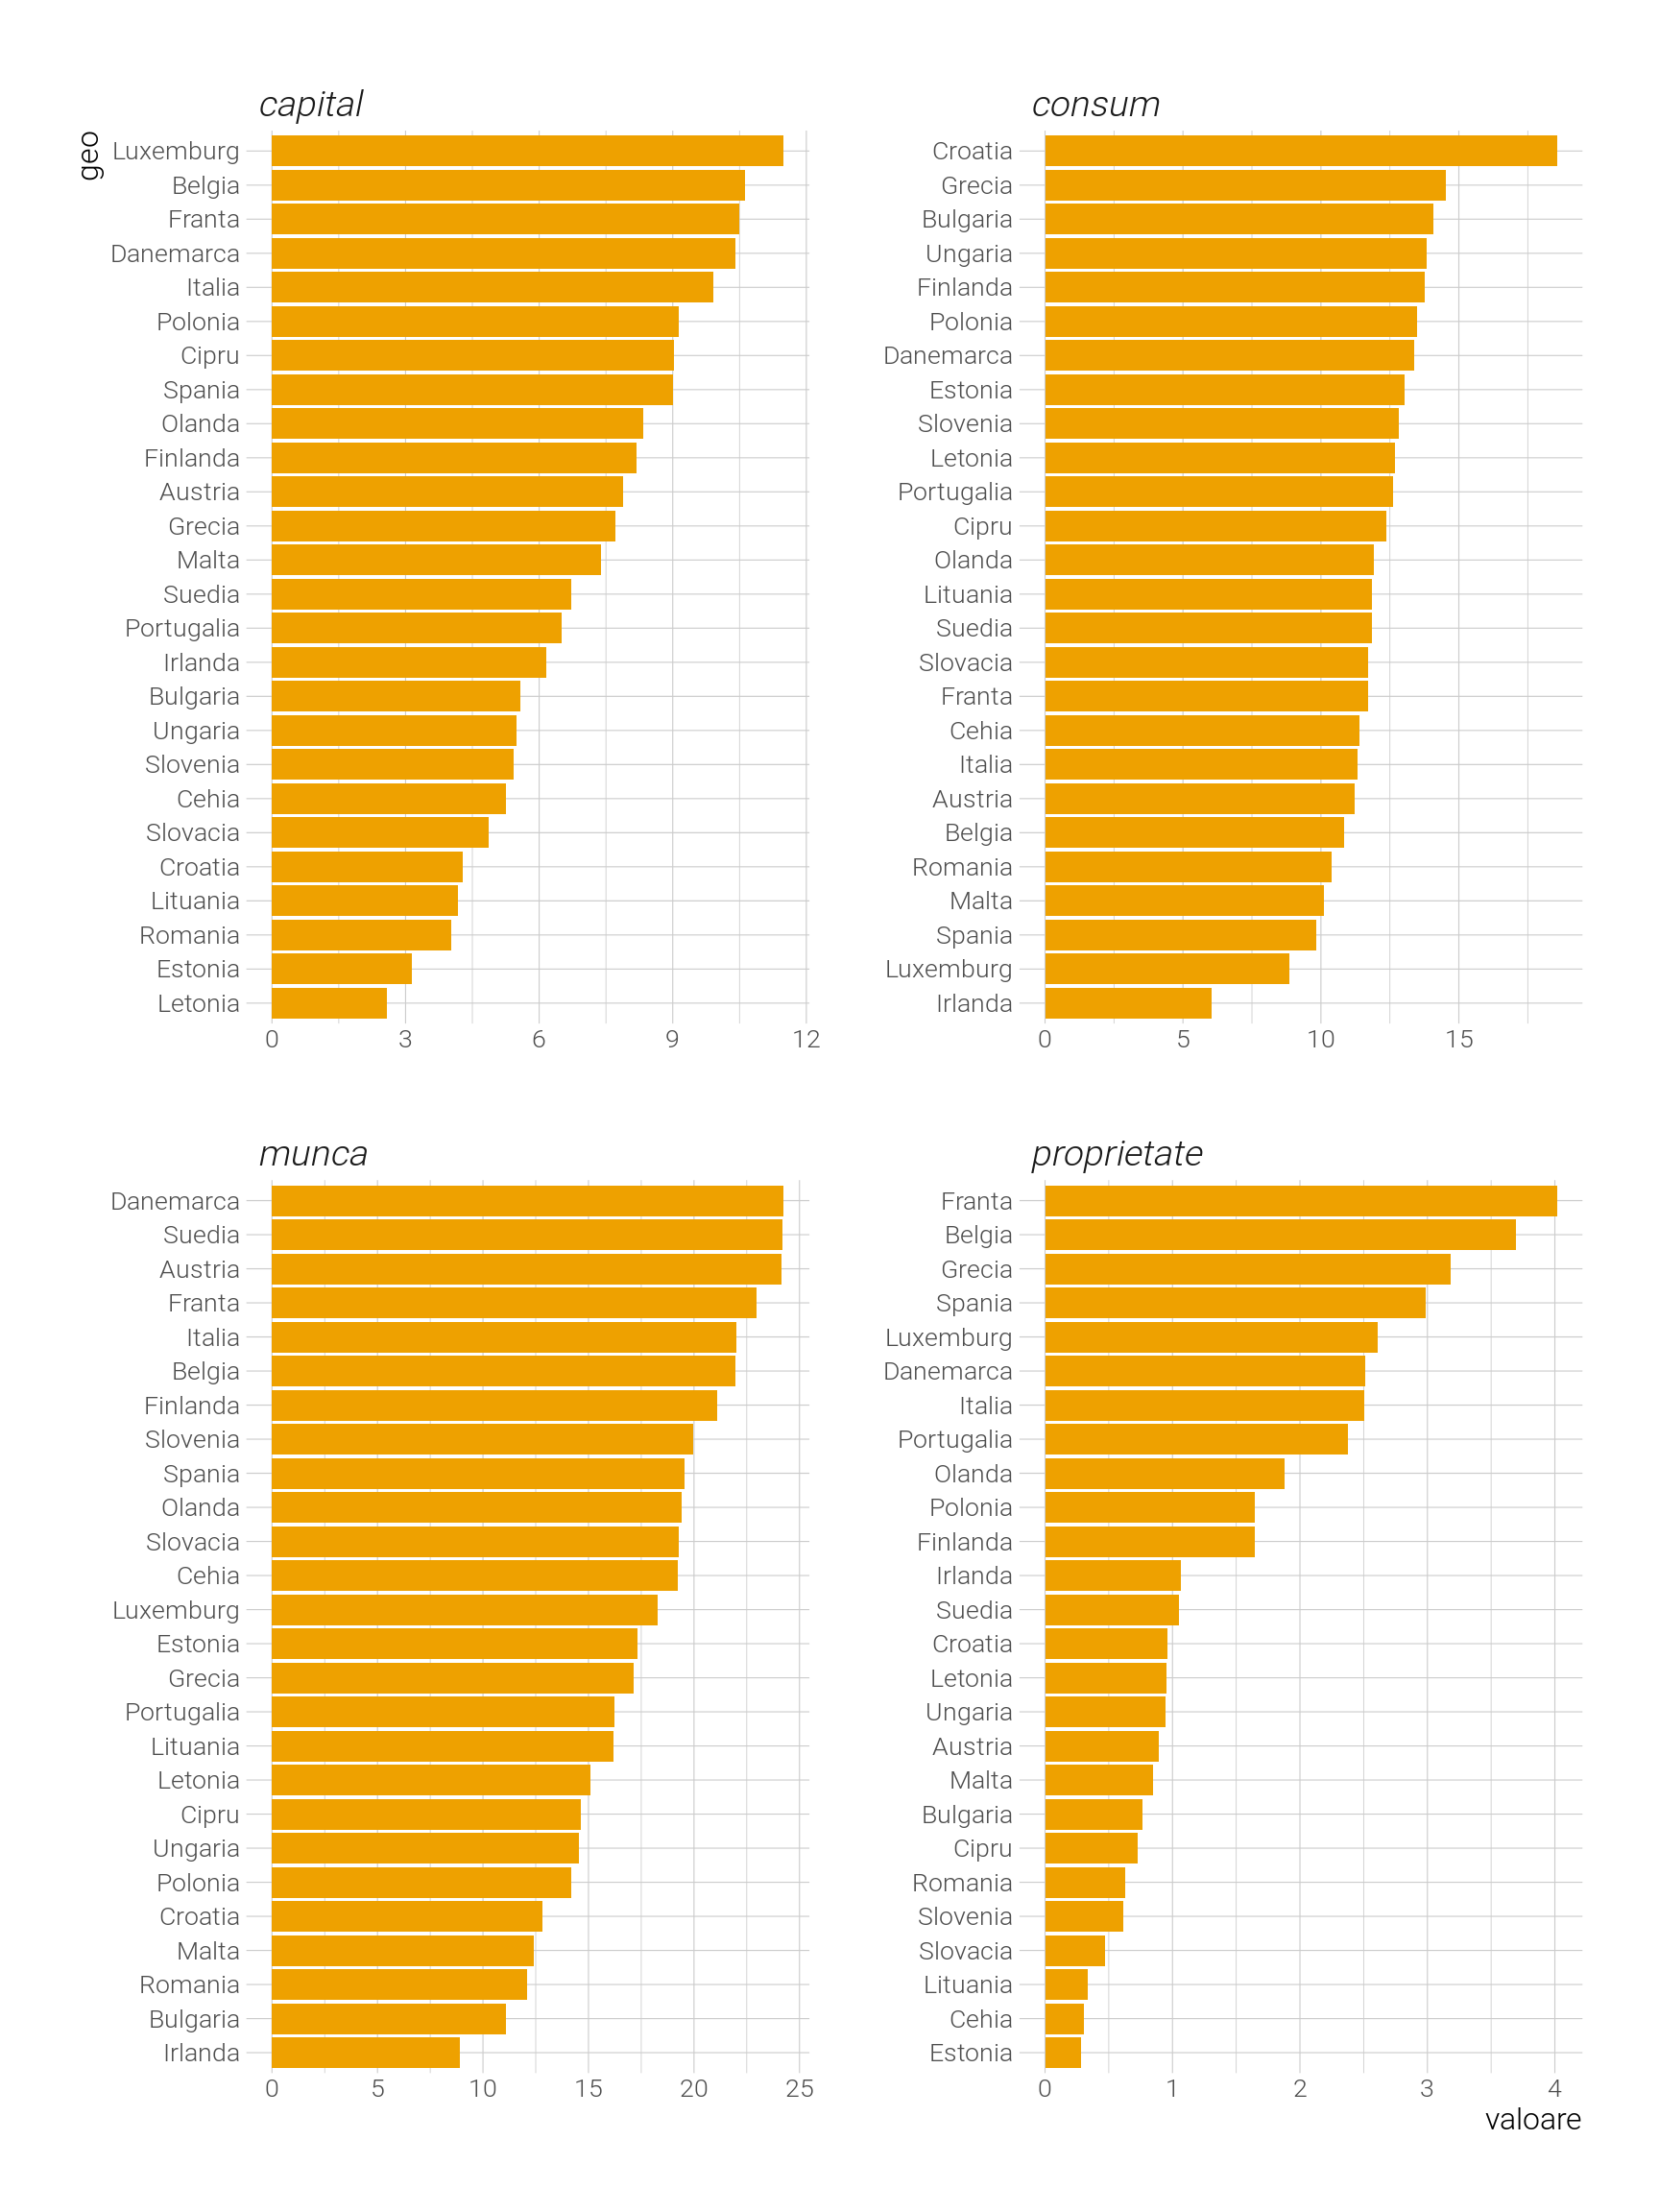 capital
geo
Luxemburg
Belgia
Franta
Danemarca
Italia
Polonia
Cipru
Spania
Olanda
Finlanda
Austria
Grecia
Malta
Suedia
Portugalia
Irlanda
Bulgaria
Ungaria
Slovenia
Cehia
Slovacia
Croatia
Lituania
Romania
Estonia
Letonia
0 3 6 9 12
consum
Croatia
Grecia
Bulgaria
Ungaria
Finlanda
Polonia
Danemarca
Estonia
Slovenia
Letonia
Portugalia
Cipru
Olanda
Lituania
Suedia
Slovacia
Franta
Cehia
Italia
Austria
Belgia
Romania
Malta
Spania
Luxemburg
Irlanda
0 5 10 15
munca
Danemarca
Suedia
Austria
Franta
Italia
Belgia
Finlanda
Slovenia
Spania
Olanda
Slovacia
Cehia
Luxemburg
Estonia
Grecia
Portugalia
Lituania
Letonia
Cipru
Ungaria
Polonia
Croatia
Malta
Romania
Bulgaria
Irlanda
0 5 10 15 20 25
proprietate
Franta
Belgia
Grecia
Spania
Luxemburg
Danemarca
Italia
Portugalia
Olanda
Polonia
Finlanda
Irlanda
Suedia
Croatia
Letonia
Ungaria
Austria
Malta
Bulgaria
Cipru
Romania
Slovenia
Slovacia
Lituania
Cehia
Estonia
0 1 2 3 4
valoare